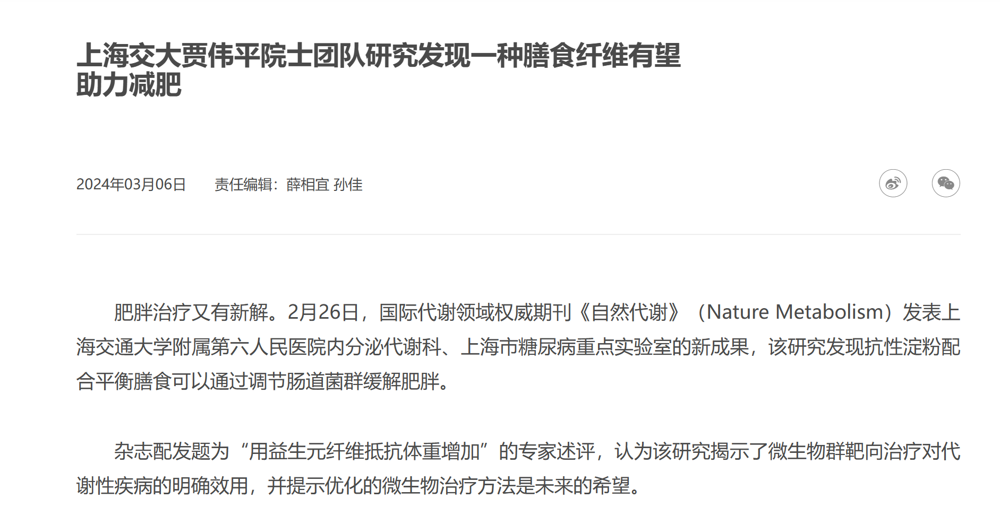 上海交大贾伟平院士团队研究发现一种膳食纤维有望
助力减肥
2024年03月06日 责任编辑：薛相宜 孙佳
肥胖治疗又有新解。2月26日，国际代谢领域权威期刊《自然代谢》（Nature Metabolism）发表上
海交通大学附属第六人民医院内分泌代谢科、上海市糖尿病重点实验室的新成果，该研究发现抗性淀粉配
合平衡膳食可以通过调节肠道菌群缓解肥胖。
杂志配发题为“用益生元纤维抵抗体重增加”的专家述评，认为该研究揭示了微生物群靶向治疗对代
谢性疾病的明确效用，并提示优化的微生物治疗方法是未来的希望。